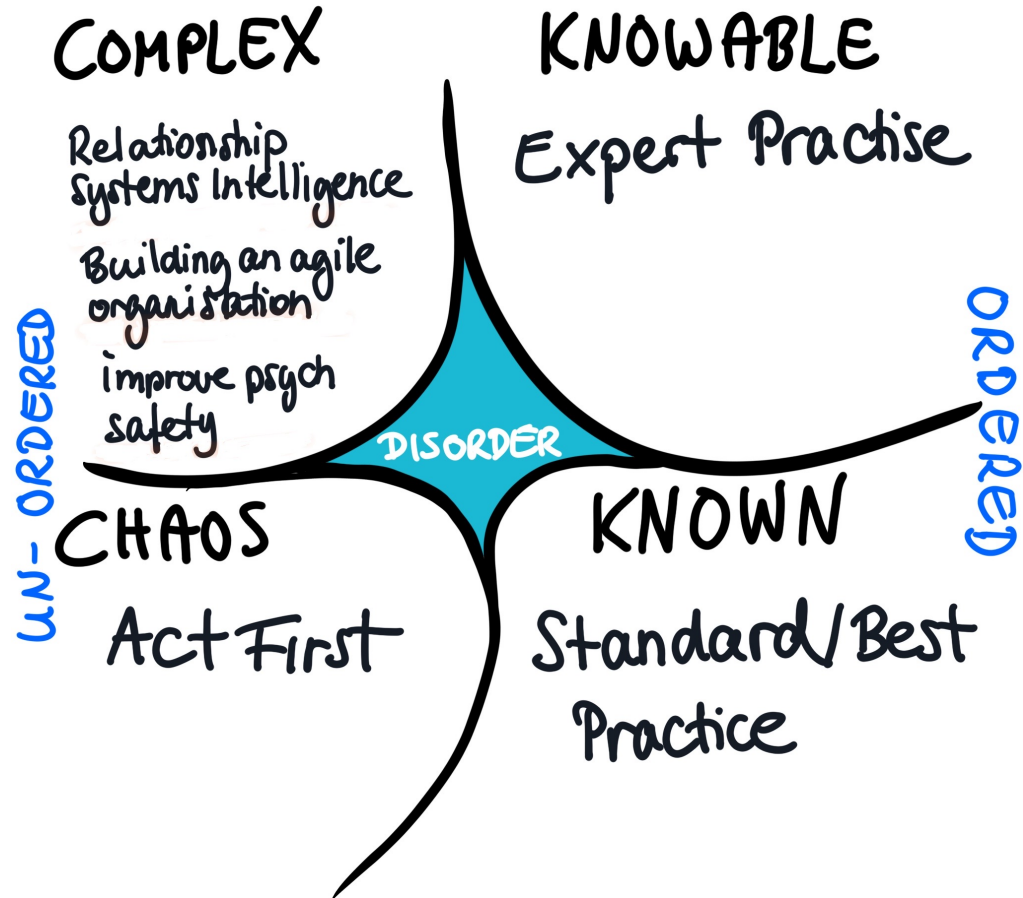 COMPLEX
Relationship
Systems Intelligence
Building an agile
organisation
improve psych
safety
KNOWABLE
Expert Practise
UN-ORDERED
DISORDER
ORDERED
CHAOS
Act First
KNOWN
Standard/Best
Practice